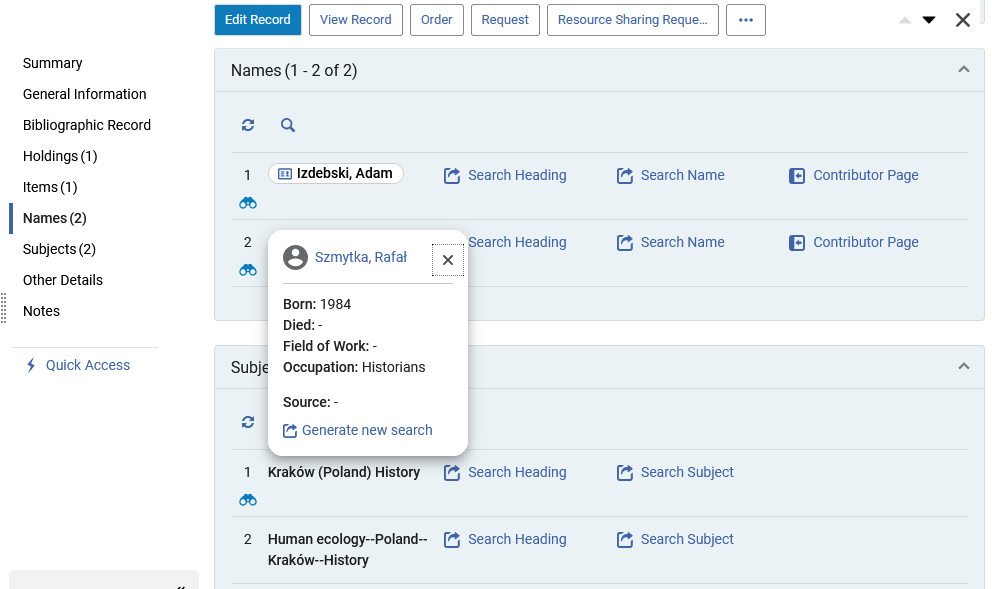 Edit Record View Record Order Request Resource Sharing Reque...
Summary
General Information
Bibliographic Record
Holdings (1)
Items (1)
Names (2)
Subjects (2)
Other Details
Notes
Quick Access
Names (1 - 2 of 2)
1 Izdebski, Adam Search Heading Search Name Contributor Page
2 Search Heading Search Name Contributor Page
Szmytka, Rafał
Born: 1984
Died: -
Field of Work: -
Occupation: Historians
Source: -
Generate new search
Subje
1 Kraków (Poland) History Search Heading Search Subject
2 Human ecology--Poland-- Search Heading Search Subject
Kraków--History